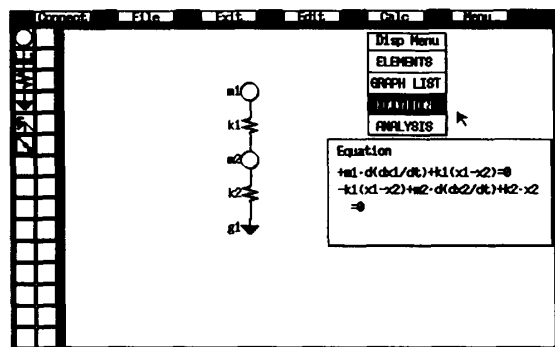 Connect File Exit Edit Calc Menu
Disp Menu
ELEMENTS
GRAPH LIST
EQUATION
ANALYSIS
m1
k1
m2
k2
g1
Equation
+m1·d(dx1/dt)+k1(x1-x2)=0
-k1(x1-x2)+m2·d(dx2/dt)+k2·x2
=0